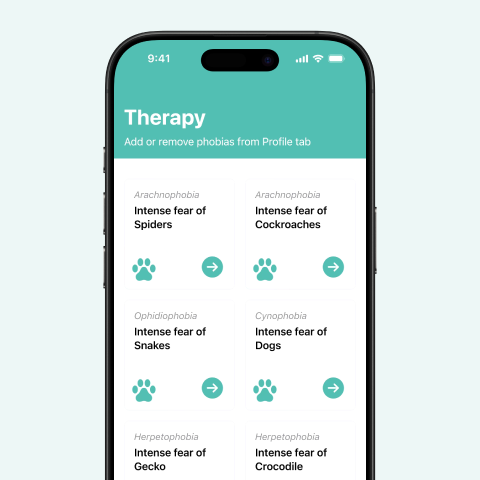 9:41
Therapy
Add or remove phobias from Profile tab
Arachnophobia
Intense fear of
Spiders
Arachnophobia
Intense fear of
Cockroaches
Ophidiophobia
Intense fear of
Snakes
Cynophobia
Intense fear of
Dogs
Herpetophobia
Intense fear of
Gecko
Herpetophobia
Intense fear of
Crocodile